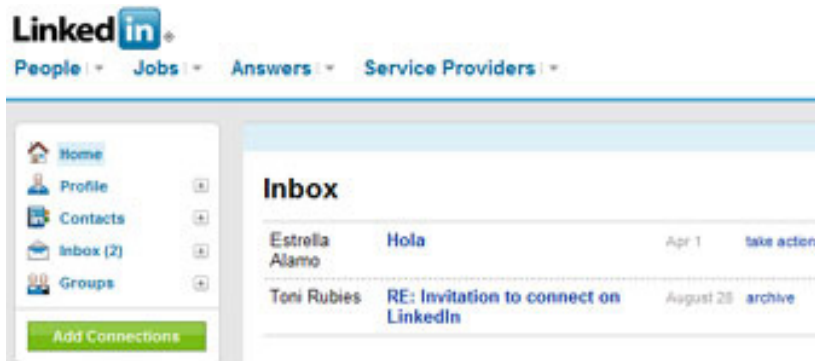 Linked in
People Jobs Answers Service Providers
Home
Profile
Contacts
Inbox (2)
Groups
Add Connections
Inbox
Estrella Alamo Hola Apr 1 take action
Toni Rubies RE: Invitation to connect on LinkedIn August 28 archive